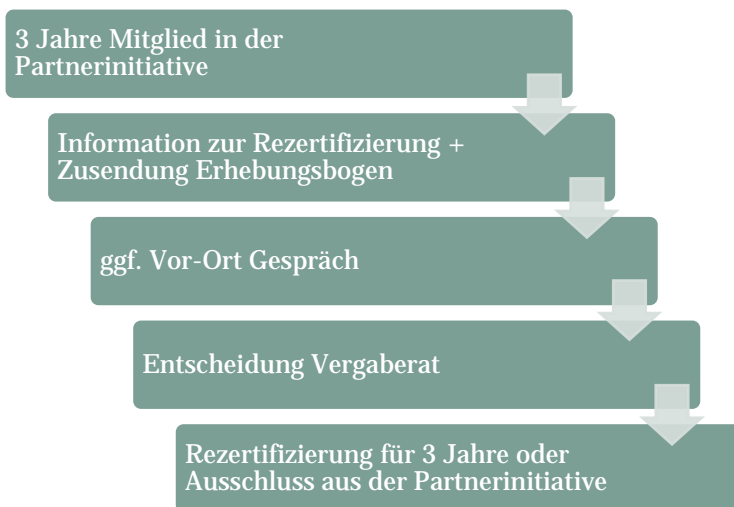 3 Jahre Mitglied in der
Partnerinitiative
Information zur Rezertifizierung +
Zusendung Erhebungsbogen
ggf. Vor-Ort Gespräch
Entscheidung Vergaberat
Rezertifizierung für 3 Jahre oder
Ausschluss aus der Partnerinitiative